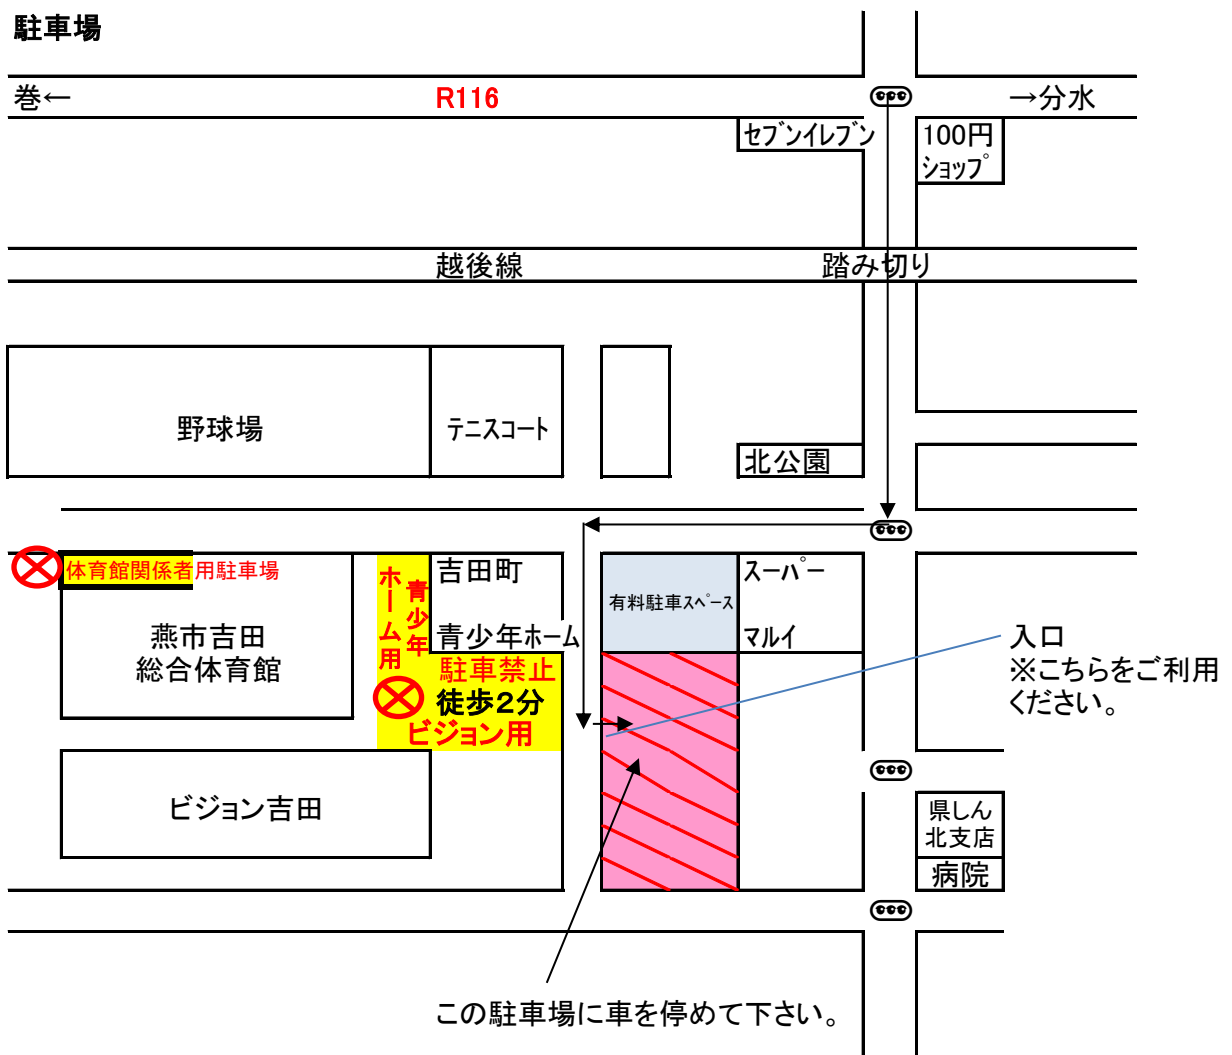 駐車場
巻←
R116
→分水
セブンイレブン
100円
ショップ
越後線
踏み切り
野球場
テニスコート
北公園
体育館関係者用駐車場
燕市吉田
総合体育館
青少年
ホーム用
吉田町
青少年ホーム
駐車禁止
徒歩2分
ビジョン用
有料駐車スペース
スーパー
マルイ
入口
※こちらをご利用
ください。
ビジョン吉田
県しん
北支店
病院
この駐車場に車を停めて下さい。